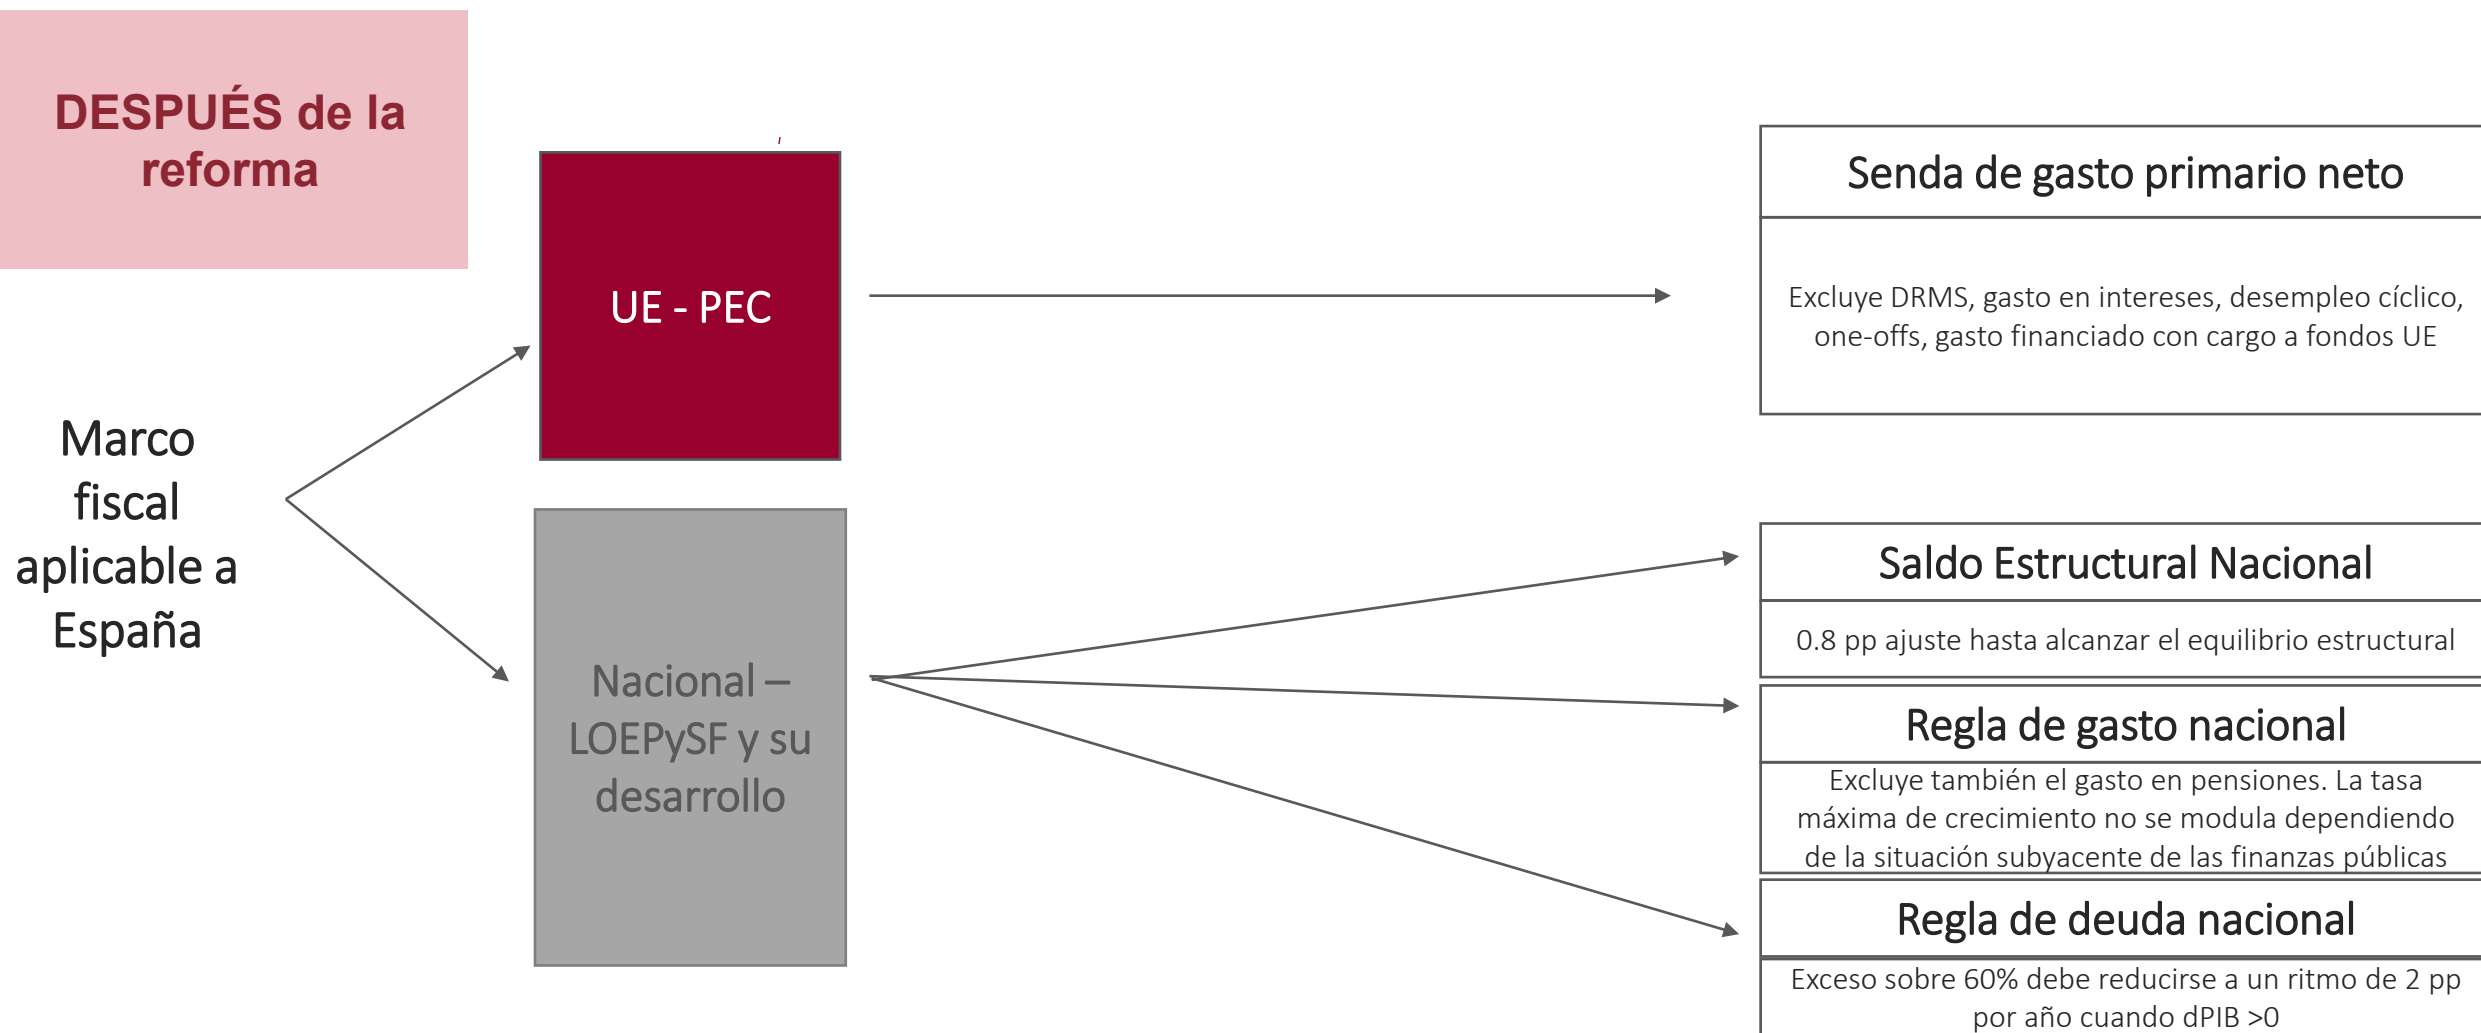 DESPUÉS de la
reforma
Marco
fiscal
aplicable a
España
UE - PEC
Nacional –
LOEPySF y su
desarrollo
Senda de gasto primario neto
Excluye DRMS, gasto en intereses, desempleo cíclico,
one-offs, gasto financiado con cargo a fondos UE
Saldo Estructural Nacional
0.8 pp ajuste hasta alcanzar el equilibrio estructural
Regla de gasto nacional
Excluye también el gasto en pensiones. La tasa
máxima de crecimiento no se modula dependiendo
de la situación subyacente de las finanzas públicas
Regla de deuda nacional
Exceso sobre 60% debe reducirse a un ritmo de 2 pp
por año cuando dPIB >0